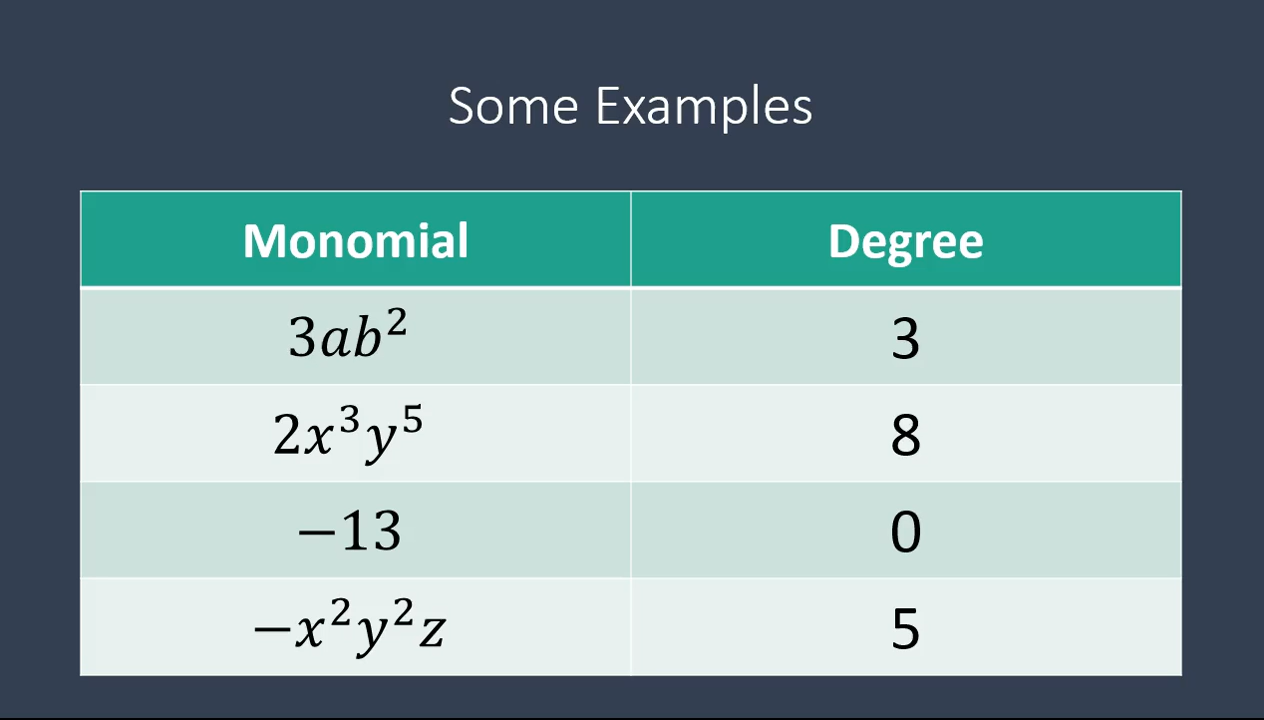 Some Examples
Monomial Degree
3ab² 3
2x³y⁵ 8
−13 0
−x²y²z 5